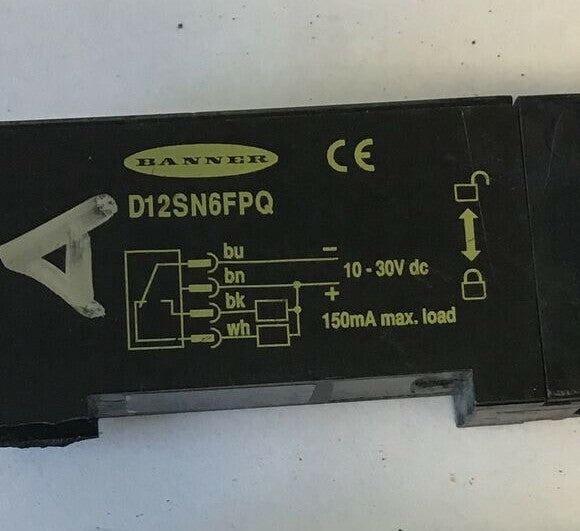 BANNER
CE
D12SN6FPQ
bu
−
bn
10 - 30V dc
+
bk
150mA max. load
wh